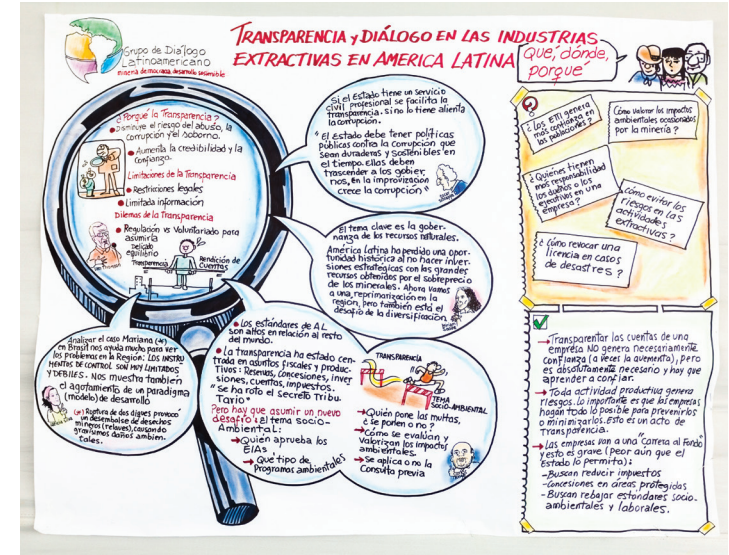 Grupo de Diálogo
Latinoamericano
minería democracia desarrollo sostenible
TRANSPARENCIA y DIÁLOGO EN LAS INDUSTRIAS
EXTRACTIVAS EN AMERICA LATINA
Qué, dónde,
porqué
¿Porqué la Transparencia?
• Disminuye el riesgo del abuso, la
corrupción y el soborno.
• Aumenta la credibilidad y la
confianza.
Limitaciones de la Transparencia
• Restricciones legales
• Limitada información
Dilemas de la Transparencia
• Regulación vs Voluntariado para
asumirla
Delicado
equilibrio
Transparencia
Rendición de
Cuentas
Si el Estado tiene un servicio
civil profesional se facilita la
transparencia. si no lo tiene alienta
la corrupción.
"El Estado debe tener políticas
Públicas contra la corrupción que
sean duraderas y sostenibles en
el tiempo. Ellas deben
trascender a los gobier
nos, en la improvización
crece la corrupción"
El tema clave es la gober-
nanza de los recursos naturales.
América Latina ha perdido una opor-
tunidad histórica al no hacer inver
siones estratégicas con las grandes
recursos obtenidos por el sobreprecio
de los minerales. Ahora vamos
a una reprimarización en la
región, pero también está el
desafío de la diversificación.
Analizar el caso Mariana (*)
en Brasil nos ayuda mucho para ver
los problemas en la Región: LOS INSTRU
MENTOS DE CONTROL SON MUY LIMITADOS
Y DEBILES. NOS muestra también
el agotamiento de un paradigma
(modelo) de desarrollo
(*) Ruptura de dos diques provocó
un desembalse de desechos
mineros (relaves), causando
gravísimos daños ambien-
tales.
• Los estándares de AL
son altos en relación al resto
del mundo.
• La transparencia ha estado cen-
trada en asuntos fiscales y produc-
tivos: Reservas, concesiones, inver
siones, cuentas, impuestos.
"se ha roto el secreto Tribu
Tario"
Pero hay que asumir un nuevo
desafío: El tema socio-
Ambiental:
→ Quién aprueba los
EIAs
→ Qué tipo de
Programas ambientales
TRANSPARENCIA
TEMA
SOCIO-AMBIENTAL
→ Quién pone las multas,
¿se ponen o no?
→ Cómo se evalúan y
Valorizan los impactos
ambientales.
→ Se aplica o no la
Consulta previa
¿Los EITI genera
más confianza en
las poblaciones?
Cómo valorar los impactos
ambientales ocasionados
por la minería?
¿Quiénes tienen
más responsabilidad
los dueños o los
ejecutivos en una
empresa?
¿Cómo evitar los
riesgos en las
actividades
extractivas?
¿Cómo revocar una
licencia en casos
de desastres?
→ Transparentar las cuentas de una
empresa NO genera necesariamente
confianza (a veces la aumenta), pero
es absolutamente necesario y hay que
aprender a confiar.
→ Toda actividad productiva genera
riesgos. Lo importante es que las empresas
hagan todo lo posible para prevenirlos
o minimizarlos. Esto es un acto de
Transparencia.
→ Las empresas van a una "Carrera al Fondo"
y esto es grave (peor aún que el
Estado lo permita):
- Buscan reducir impuestos
- Concesiones en áreas protegidas
- Buscan rebajar estándares socio-
ambientales y laborales.